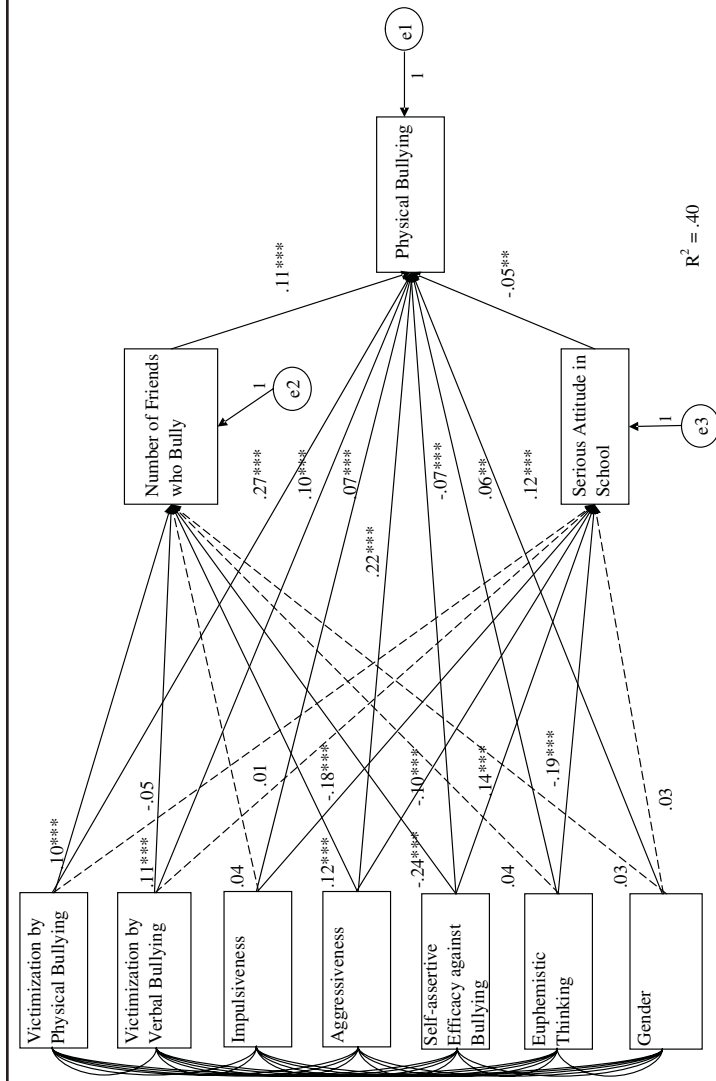 Victimization by
Physical Bullying
Victimization by
Verbal Bullying
Impulsiveness
Aggressiveness
Self-assertive
Efficacy against
Bullying
Euphemistic
Thinking
Gender
.10***
-.05
.11***
.01
.04
-.18***
.12***
-.10***
-.24***
.14***
.04
-.19***
.03
.03
Number of Friends
who Bully
1
e2
.27***
.10***
.07***
.22***
-.07***
.06**
.12***
Serious Attitude in
School
1
e3
.11***
-.05**
Physical Bullying
1
e1
R² = .40